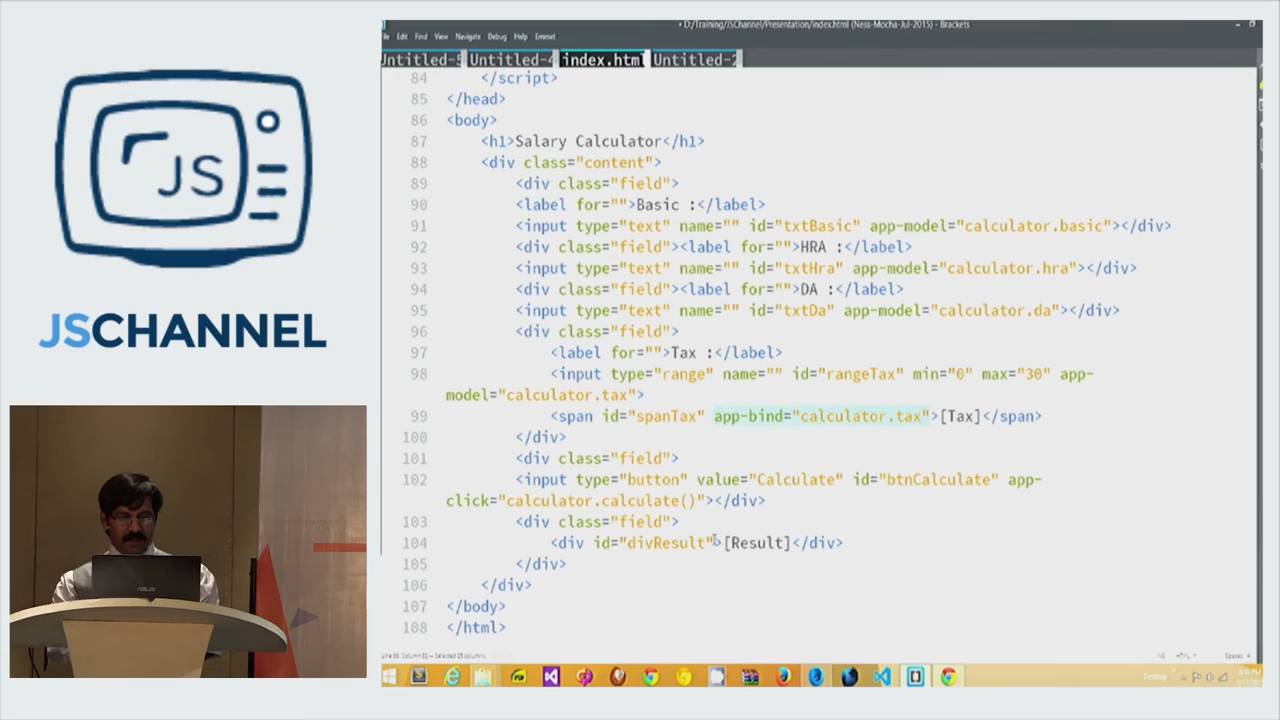 JS
JSCHANNEL
ASUS
• D:/Training/JSChannel/Presentation/index.html (Ness-Mocha-Jul-2015) - Brackets
Edit Find View Navigate Debug Help Emmet
Untitled-5 Untitled-4 index.html Untitled-2
84 </script>
85 </head>
86 <body>
87 <h1>Salary Calculator</h1>
88 <div class="content">
89 <div class="field">
90 <label for="">Basic :</label>
91 <input type="text" name="" id="txtBasic" app-model="calculator.basic"></div>
92 <div class="field"><label for="">HRA :</label>
93 <input type="text" name="" id="txtHra" app-model="calculator.hra"></div>
94 <div class="field"><label for="">DA :</label>
95 <input type="text" name="" id="txtDa" app-model="calculator.da"></div>
96 <div class="field">
97 <label for="">Tax :</label>
98 <input type="range" name="" id="rangeTax" min="0" max="30" app-
model="calculator.tax">
99 <span id="spanTax" app-bind="calculator.tax">[Tax]</span>
100 </div>
101 <div class="field">
102 <input type="button" value="Calculate" id="btnCalculate" app-
click="calculator.calculate()"></div>
103 <div class="field">
104 <div id="divResult">[Result]</div>
105 </div>
106 </div>
107 </body>
108 </html>
Desktop